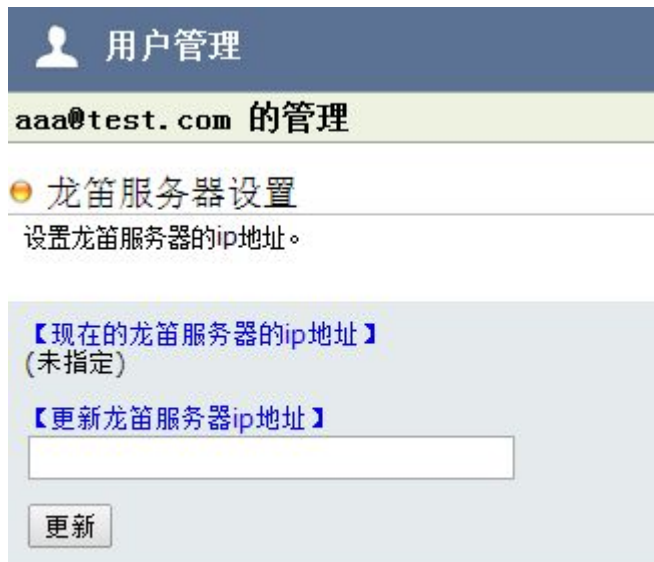 用户管理
aaa@test.com 的管理
龙笛服务器设置
设置龙笛服务器的ip地址。
【现在的龙笛服务器的ip地址】
(未指定)
【更新龙笛服务器ip地址】
更新